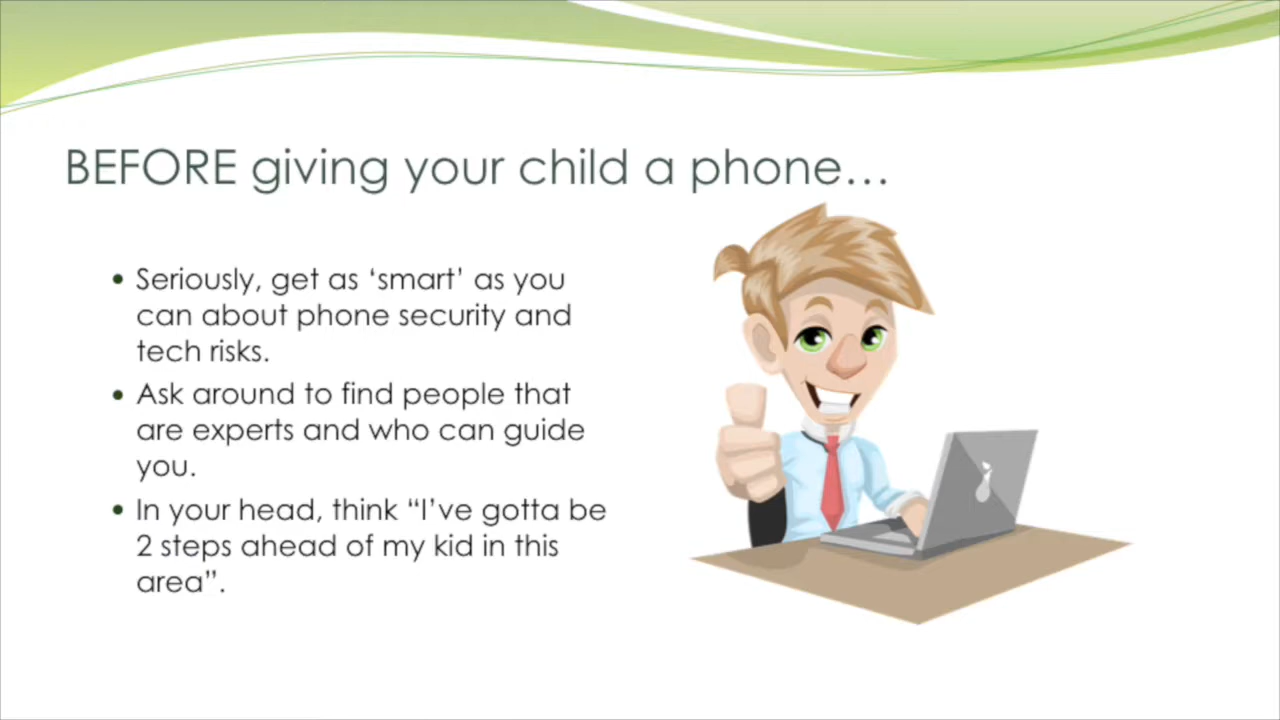 BEFORE giving your child a phone…
• Seriously, get as ‘smart’ as you
can about phone security and
tech risks.
• Ask around to find people that
are experts and who can guide
you.
• In your head, think “I’ve gotta be
2 steps ahead of my kid in this
area”.